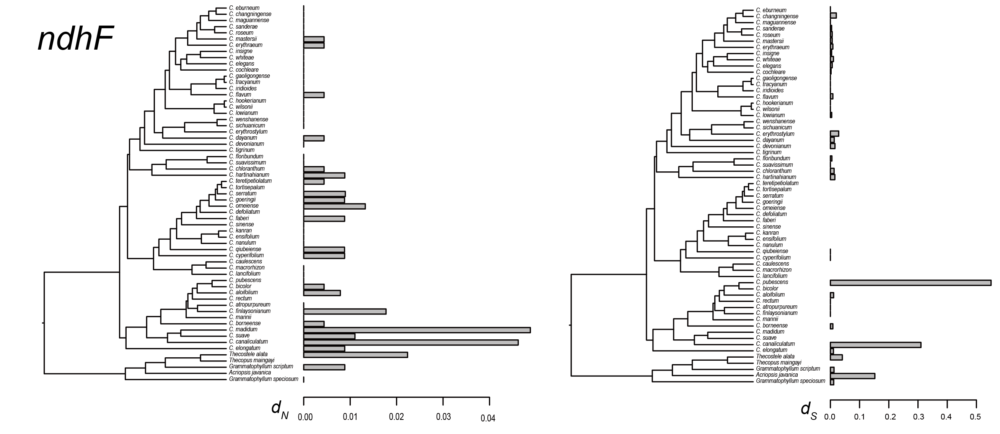 ndhF
C. eburneum
C. changningense
C. maguannense
C. sanderae
C. roseum
C. mastersii
C. erythraeum
C. insigne
C. whiteae
C. elegans
C. cochleare
C. gaoligongense
C. tracyanum
C. iridioides
C. flavum
C. hookerianum
C. wilsonii
C. lowianum
C. wenshanense
C. sichuanicum
C. erythrostylum
C. dayanum
C. devonianum
C. tigrinum
C. floribundum
C. suavissimum
C. chloranthum
C. hartinahianum
C. teretipetiolatum
C. tortisepalum
C. serratum
C. goeringii
C. omeiense
C. defoliatum
C. faberi
C. sinense
C. kanran
C. ensifolium
C. nanulum
C. qiubeiense
C. cyperifolium
C. caulescens
C. macrorhizon
C. lancifolium
C. pubescens
C. bicolor
C. aloifolium
C. rectum
C. atropurpureum
C. finlaysonianum
C. mannii
C. borneense
C. madidum
C. suave
C. canaliculatum
C. elongatum
Thecostele alata
Thecopus maingayi
Grammatophyllum scriptum
Acriopsis javanica
Grammatophyllum speciosum
dN
0.00 0.01 0.02 0.03 0.04
C. eburneum
C. changningense
C. maguannense
C. sanderae
C. roseum
C. mastersii
C. erythraeum
C. insigne
C. whiteae
C. elegans
C. cochleare
C. gaoligongense
C. tracyanum
C. iridioides
C. flavum
C. hookerianum
C. wilsonii
C. lowianum
C. wenshanense
C. sichuanicum
C. erythrostylum
C. dayanum
C. devonianum
C. tigrinum
C. floribundum
C. suavissimum
C. chloranthum
C. hartinahianum
C. teretipetiolatum
C. tortisepalum
C. serratum
C. goeringii
C. omeiense
C. defoliatum
C. faberi
C. sinense
C. kanran
C. ensifolium
C. nanulum
C. qiubeiense
C. cyperifolium
C. caulescens
C. macrorhizon
C. lancifolium
C. pubescens
C. bicolor
C. aloifolium
C. rectum
C. atropurpureum
C. finlaysonianum
C. mannii
C. borneense
C. madidum
C. suave
C. canaliculatum
C. elongatum
Thecostele alata
Thecopus maingayi
Grammatophyllum scriptum
Acriopsis javanica
Grammatophyllum speciosum
dS
0.0 0.1 0.2 0.3 0.4 0.5